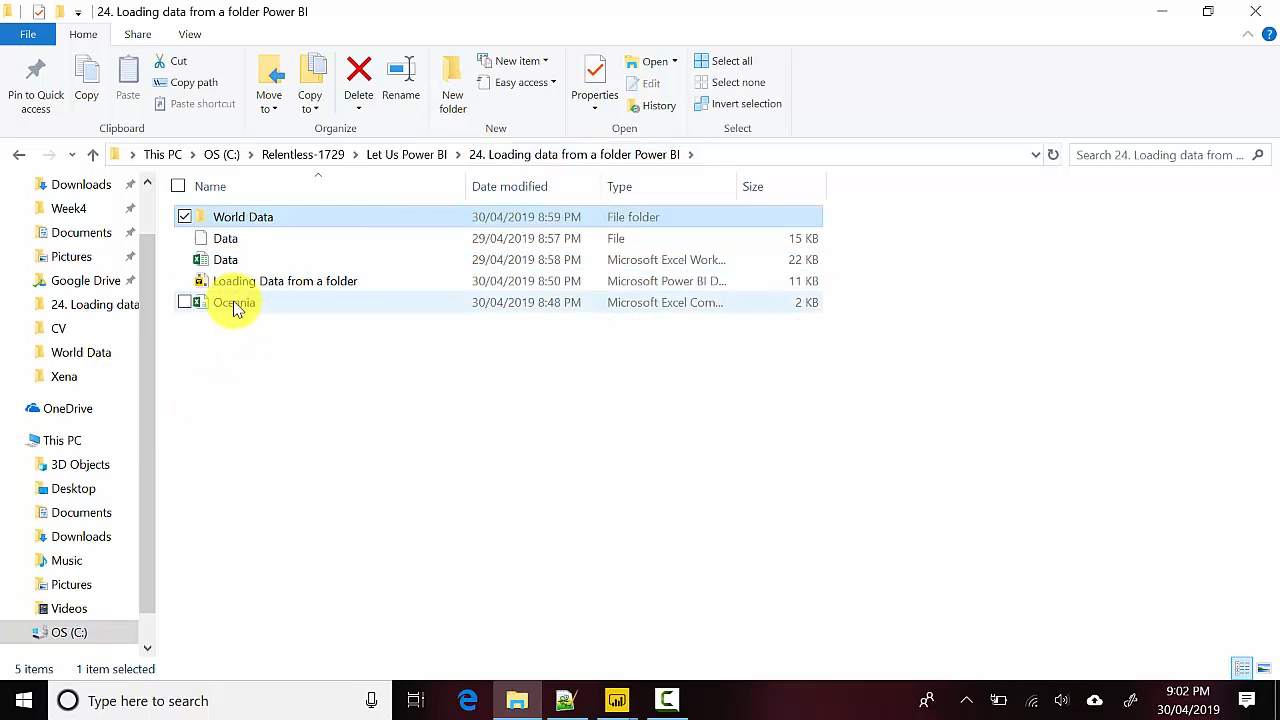 24. Loading data from a folder Power BI
File Home Share View
Pin to Quick access
Copy
Paste
Cut
Copy path
Paste shortcut
Clipboard
Move to
Copy to
Delete
Rename
Organize
New folder
New item
Easy access
New
Properties
Open
Edit
History
Open
Select all
Select none
Invert selection
Select
This PC > OS (C:) > Relentless-1729 > Let Us Power BI > 24. Loading data from a folder Power BI >
Search 24. Loading data from ...
Downloads
Week4
Documents
Pictures
Google Drive
24. Loading data
CV
World Data
Xena
OneDrive
This PC
3D Objects
Desktop
Documents
Downloads
Music
Pictures
Videos
OS (C:)
Name Date modified Type Size
World Data 30/04/2019 8:59 PM File folder
Data 29/04/2019 8:57 PM File 15 KB
Data 29/04/2019 8:58 PM Microsoft Excel Work... 22 KB
Loading Data from a folder 30/04/2019 8:50 PM Microsoft Power BI D... 11 KB
Oceania 30/04/2019 8:48 PM Microsoft Excel Com... 2 KB
5 items 1 item selected
Type here to search
9:02 PM
30/04/2019